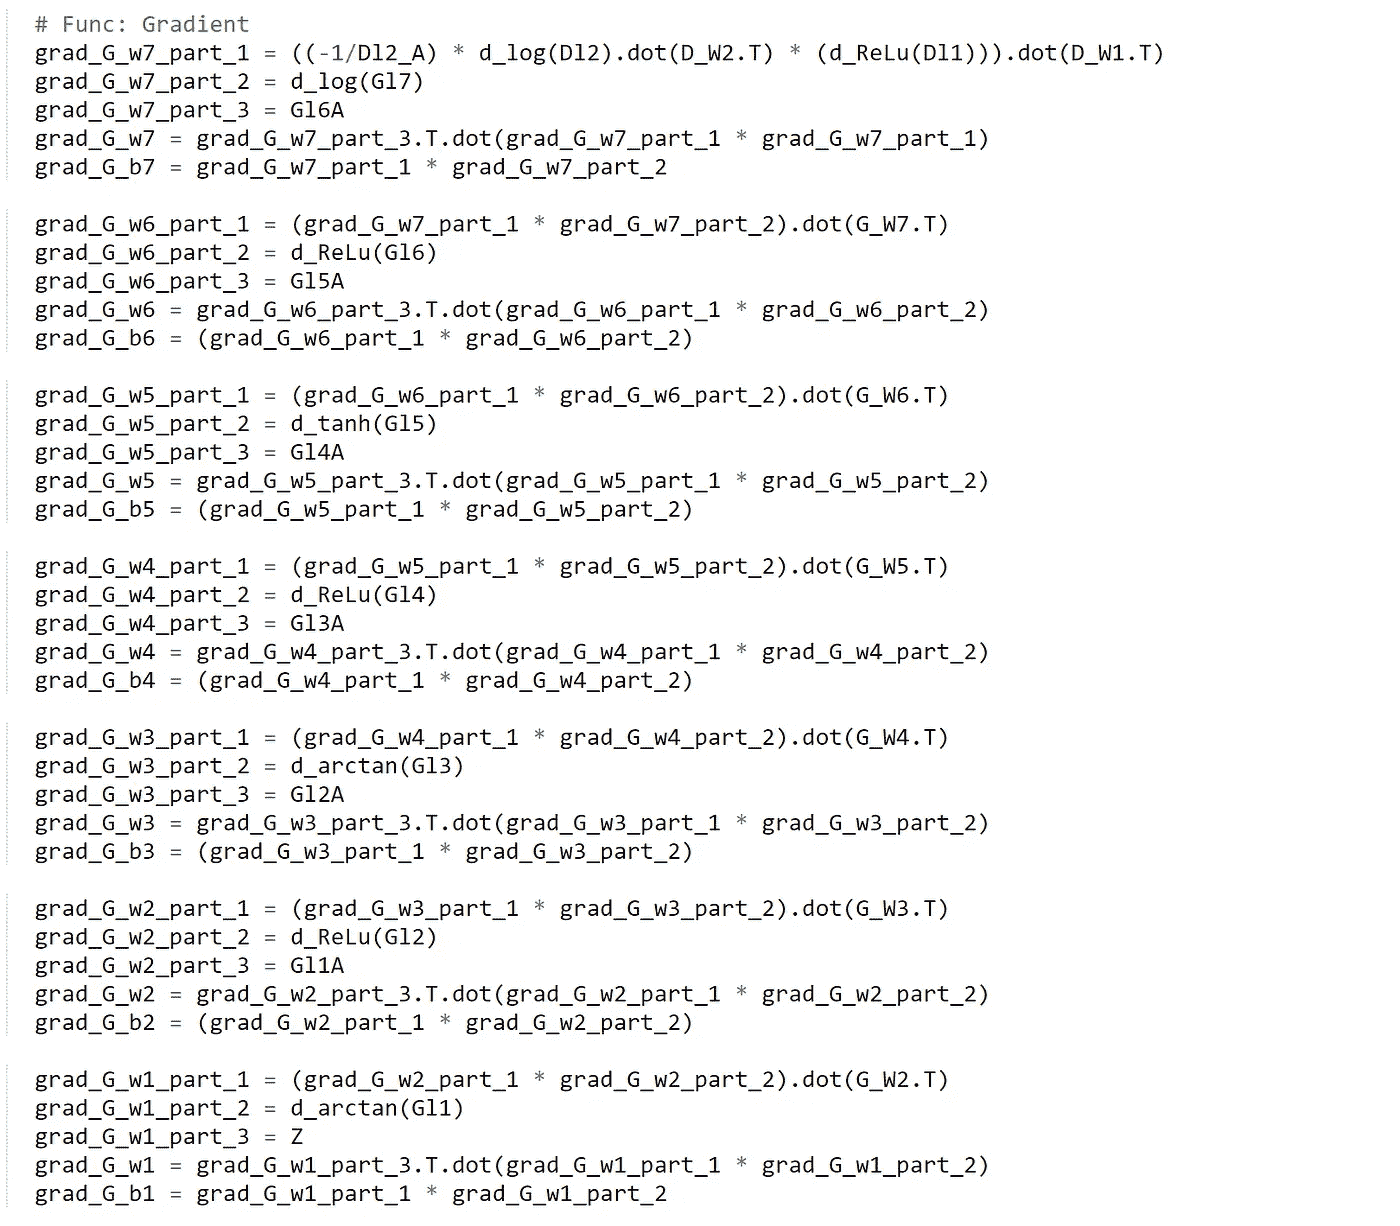 # Func: Gradient
grad_G_w7_part_1 = ((-1/Dl2_A) * d_log(Dl2).dot(D_W2.T) * (d_ReLu(Dl1))).dot(D_W1.T)
grad_G_w7_part_2 = d_log(Gl7)
grad_G_w7_part_3 = Gl6A
grad_G_w7 = grad_G_w7_part_3.T.dot(grad_G_w7_part_1 * grad_G_w7_part_1)
grad_G_b7 = grad_G_w7_part_1 * grad_G_w7_part_2
grad_G_w6_part_1 = (grad_G_w7_part_1 * grad_G_w7_part_2).dot(G_W7.T)
grad_G_w6_part_2 = d_ReLu(Gl6)
grad_G_w6_part_3 = Gl5A
grad_G_w6 = grad_G_w6_part_3.T.dot(grad_G_w6_part_1 * grad_G_w6_part_2)
grad_G_b6 = (grad_G_w6_part_1 * grad_G_w6_part_2)
grad_G_w5_part_1 = (grad_G_w6_part_1 * grad_G_w6_part_2).dot(G_W6.T)
grad_G_w5_part_2 = d_tanh(Gl5)
grad_G_w5_part_3 = Gl4A
grad_G_w5 = grad_G_w5_part_3.T.dot(grad_G_w5_part_1 * grad_G_w5_part_2)
grad_G_b5 = (grad_G_w5_part_1 * grad_G_w5_part_2)
grad_G_w4_part_1 = (grad_G_w5_part_1 * grad_G_w5_part_2).dot(G_W5.T)
grad_G_w4_part_2 = d_ReLu(Gl4)
grad_G_w4_part_3 = Gl3A
grad_G_w4 = grad_G_w4_part_3.T.dot(grad_G_w4_part_1 * grad_G_w4_part_2)
grad_G_b4 = (grad_G_w4_part_1 * grad_G_w4_part_2)
grad_G_w3_part_1 = (grad_G_w4_part_1 * grad_G_w4_part_2).dot(G_W4.T)
grad_G_w3_part_2 = d_arctan(Gl3)
grad_G_w3_part_3 = Gl2A
grad_G_w3 = grad_G_w3_part_3.T.dot(grad_G_w3_part_1 * grad_G_w3_part_2)
grad_G_b3 = (grad_G_w3_part_1 * grad_G_w3_part_2)
grad_G_w2_part_1 = (grad_G_w3_part_1 * grad_G_w3_part_2).dot(G_W3.T)
grad_G_w2_part_2 = d_ReLu(Gl2)
grad_G_w2_part_3 = Gl1A
grad_G_w2 = grad_G_w2_part_3.T.dot(grad_G_w2_part_1 * grad_G_w2_part_2)
grad_G_b2 = (grad_G_w2_part_1 * grad_G_w2_part_2)
grad_G_w1_part_1 = (grad_G_w2_part_1 * grad_G_w2_part_2).dot(G_W2.T)
grad_G_w1_part_2 = d_arctan(Gl1)
grad_G_w1_part_3 = Z
grad_G_w1 = grad_G_w1_part_3.T.dot(grad_G_w1_part_1 * grad_G_w1_part_2)
grad_G_b1 = grad_G_w1_part_1 * grad_G_w1_part_2